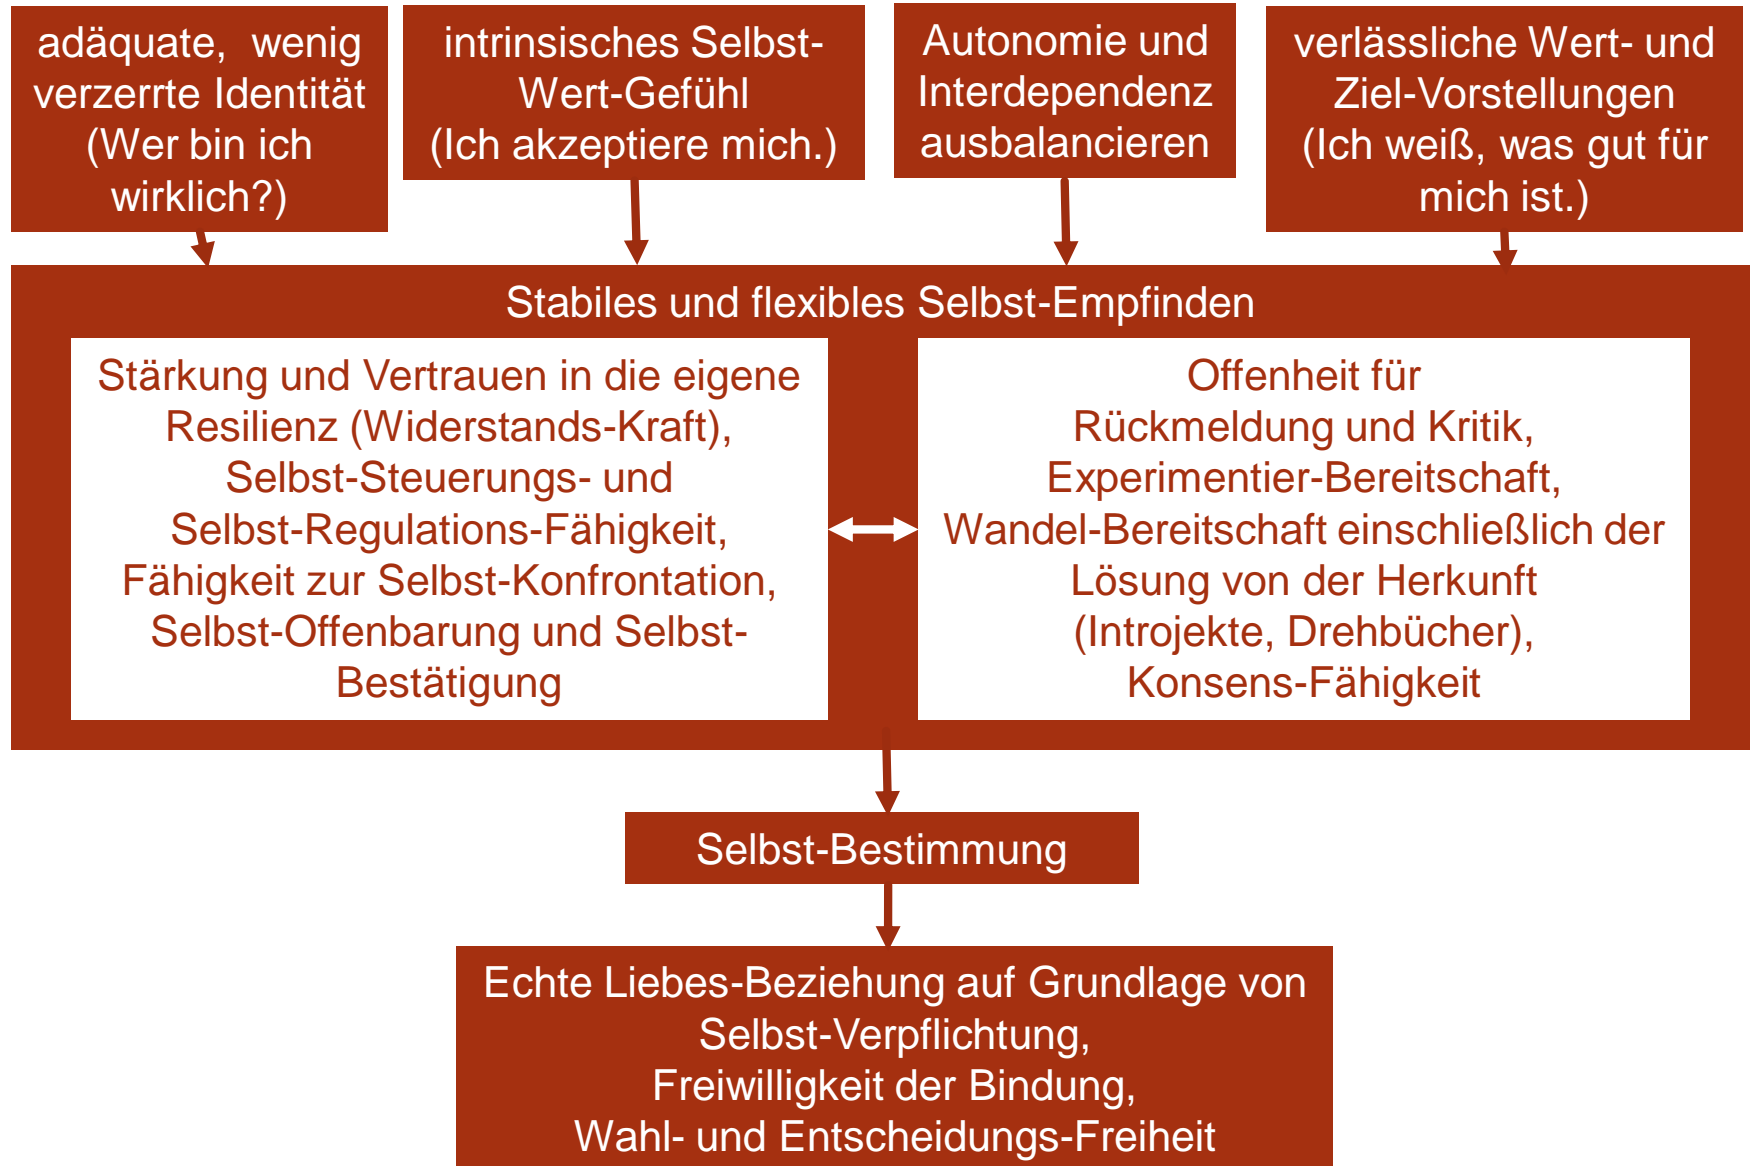 adäquate, wenig
verzerrte Identität
(Wer bin ich
wirklich?)
intrinsisches Selbst-
Wert-Gefühl
(Ich akzeptiere mich.)
Autonomie und
Interdependenz
ausbalancieren
verlässliche Wert- und
Ziel-Vorstellungen
(Ich weiß, was gut für
mich ist.)
Stabiles und flexibles Selbst-Empfinden
Stärkung und Vertrauen in die eigene
Resilienz (Widerstands-Kraft),
Selbst-Steuerungs- und
Selbst-Regulations-Fähigkeit,
Fähigkeit zur Selbst-Konfrontation,
Selbst-Offenbarung und Selbst-
Bestätigung
Offenheit für
Rückmeldung und Kritik,
Experimentier-Bereitschaft,
Wandel-Bereitschaft einschließlich der
Lösung von der Herkunft
(Introjekte, Drehbücher),
Konsens-Fähigkeit
Selbst-Bestimmung
Echte Liebes-Beziehung auf Grundlage von
Selbst-Verpflichtung,
Freiwilligkeit der Bindung,
Wahl- und Entscheidungs-Freiheit